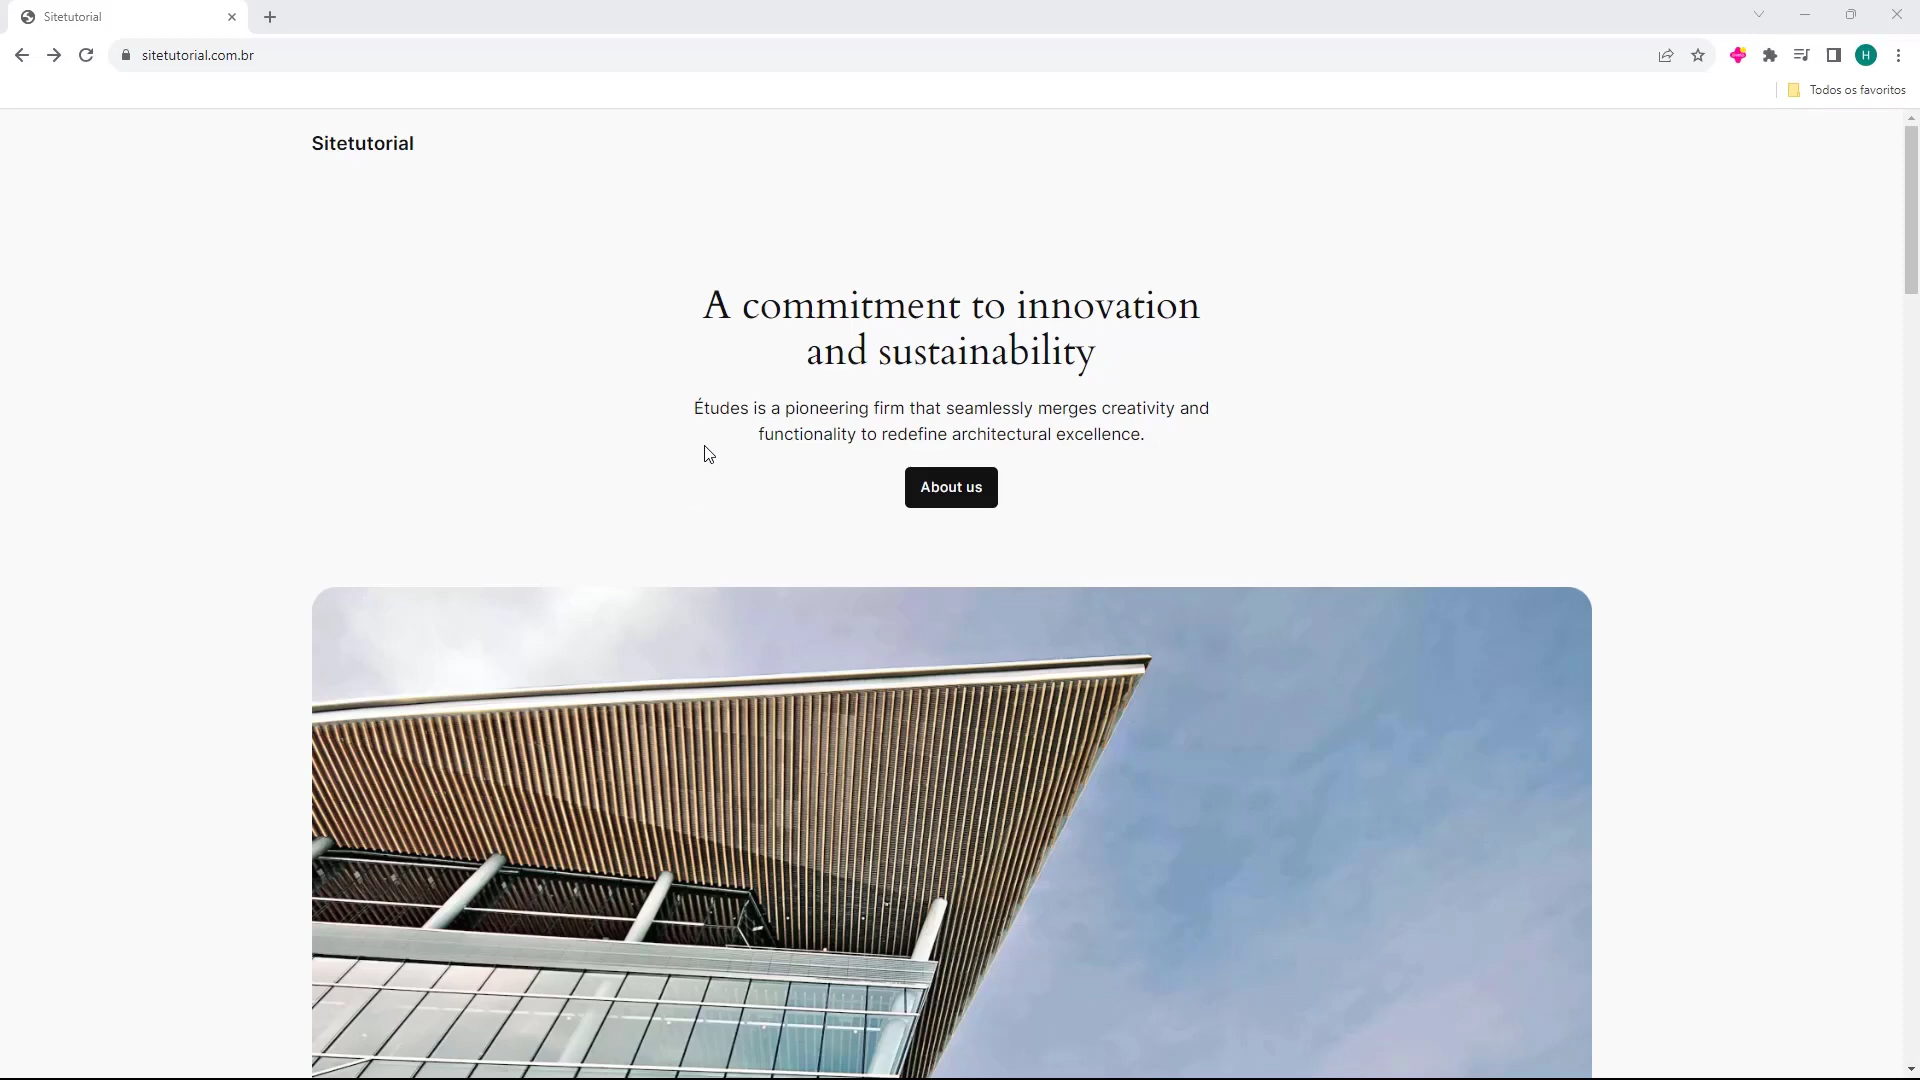 Sitetutorial
sitetutorial.com.br
H
Todos os favoritos
Sitetutorial
A commitment to innovation
and sustainability
Études is a pioneering firm that seamlessly merges creativity and
functionality to redefine architectural excellence.
About us